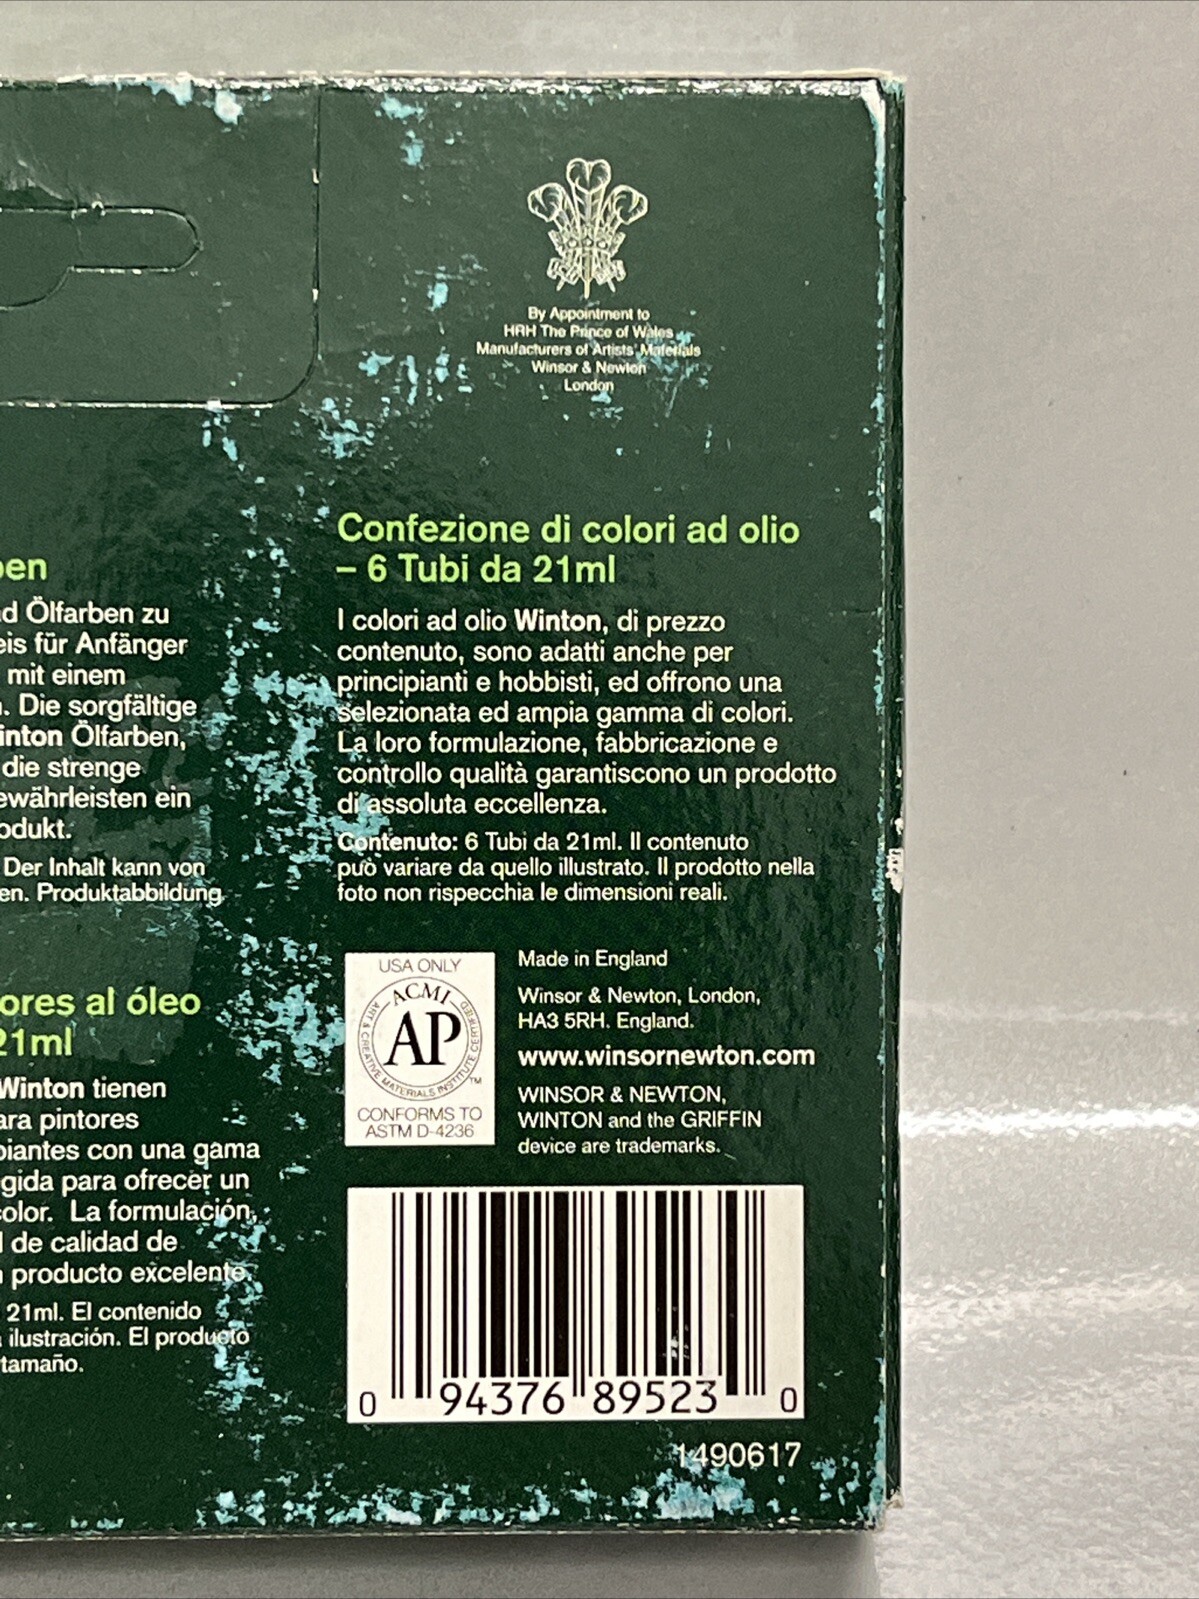 By Appointment to
HRH The Prince of Wales
Manufacturers of Artists' Materials
Winsor & Newton
London
ben
d Ölfarben zu
eis für Anfänger
mit einem
. Die sorgfältige
inton Ölfarben,
die strenge
ewährleisten ein
odukt.
Der Inhalt kann von
en. Produktabbildung
ores al óleo
21ml
Winton tienen
ara pintores
piantes con una gama
gida para ofrecer un
color. La formulación,
l de calidad de
producto excelente.
21ml. El contenido
ilustración. El producto
tamaño.
Confezione di colori ad olio
– 6 Tubi da 21ml
I colori ad olio Winton, di prezzo
contenuto, sono adatti anche per
principianti e hobbisti, ed offrono una
selezionata ed ampia gamma di colori.
La loro formulazione, fabbricazione e
controllo qualità garantiscono un prodotto
di assoluta eccellenza.
Contenuto: 6 Tubi da 21ml. Il contenuto
può variare da quello illustrato. Il prodotto nella
foto non rispecchia le dimensioni reali.
USA ONLY
ACMI
AP
ART & CREATIVE MATERIALS INSTITUTE CERTIFIED
TM
CONFORMS TO
ASTM D-4236
Made in England
Winsor & Newton, London,
HA3 5RH. England.
www.winsornewton.com
WINSOR & NEWTON,
WINTON and the GRIFFIN
device are trademarks.
0 94376 89523 0
1490617